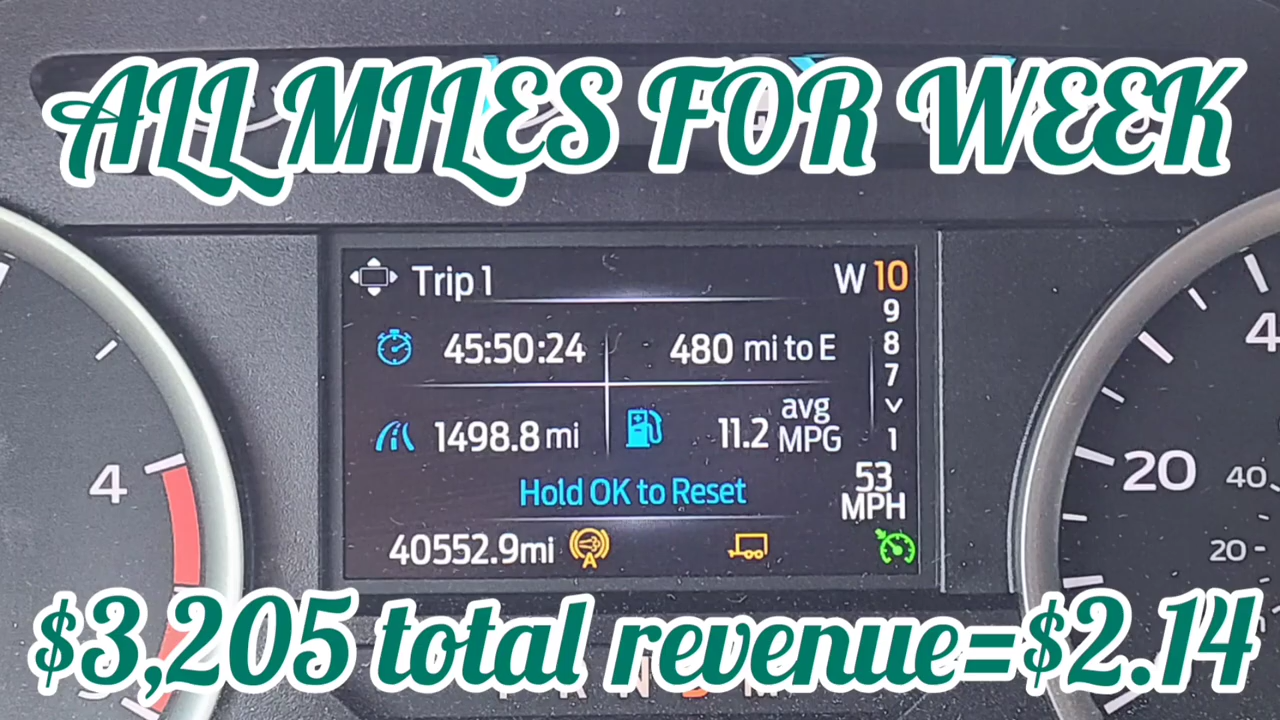 ALL MILES FOR WEEK
Trip 1
W 10
9
45:50:24
480 mi to E
8
7
1498.8 mi
11.2 avg MPG
1
Hold OK to Reset
53
MPH
40552.9mi
A
4
4
20
40
20
$3,205 total revenue=$2.14